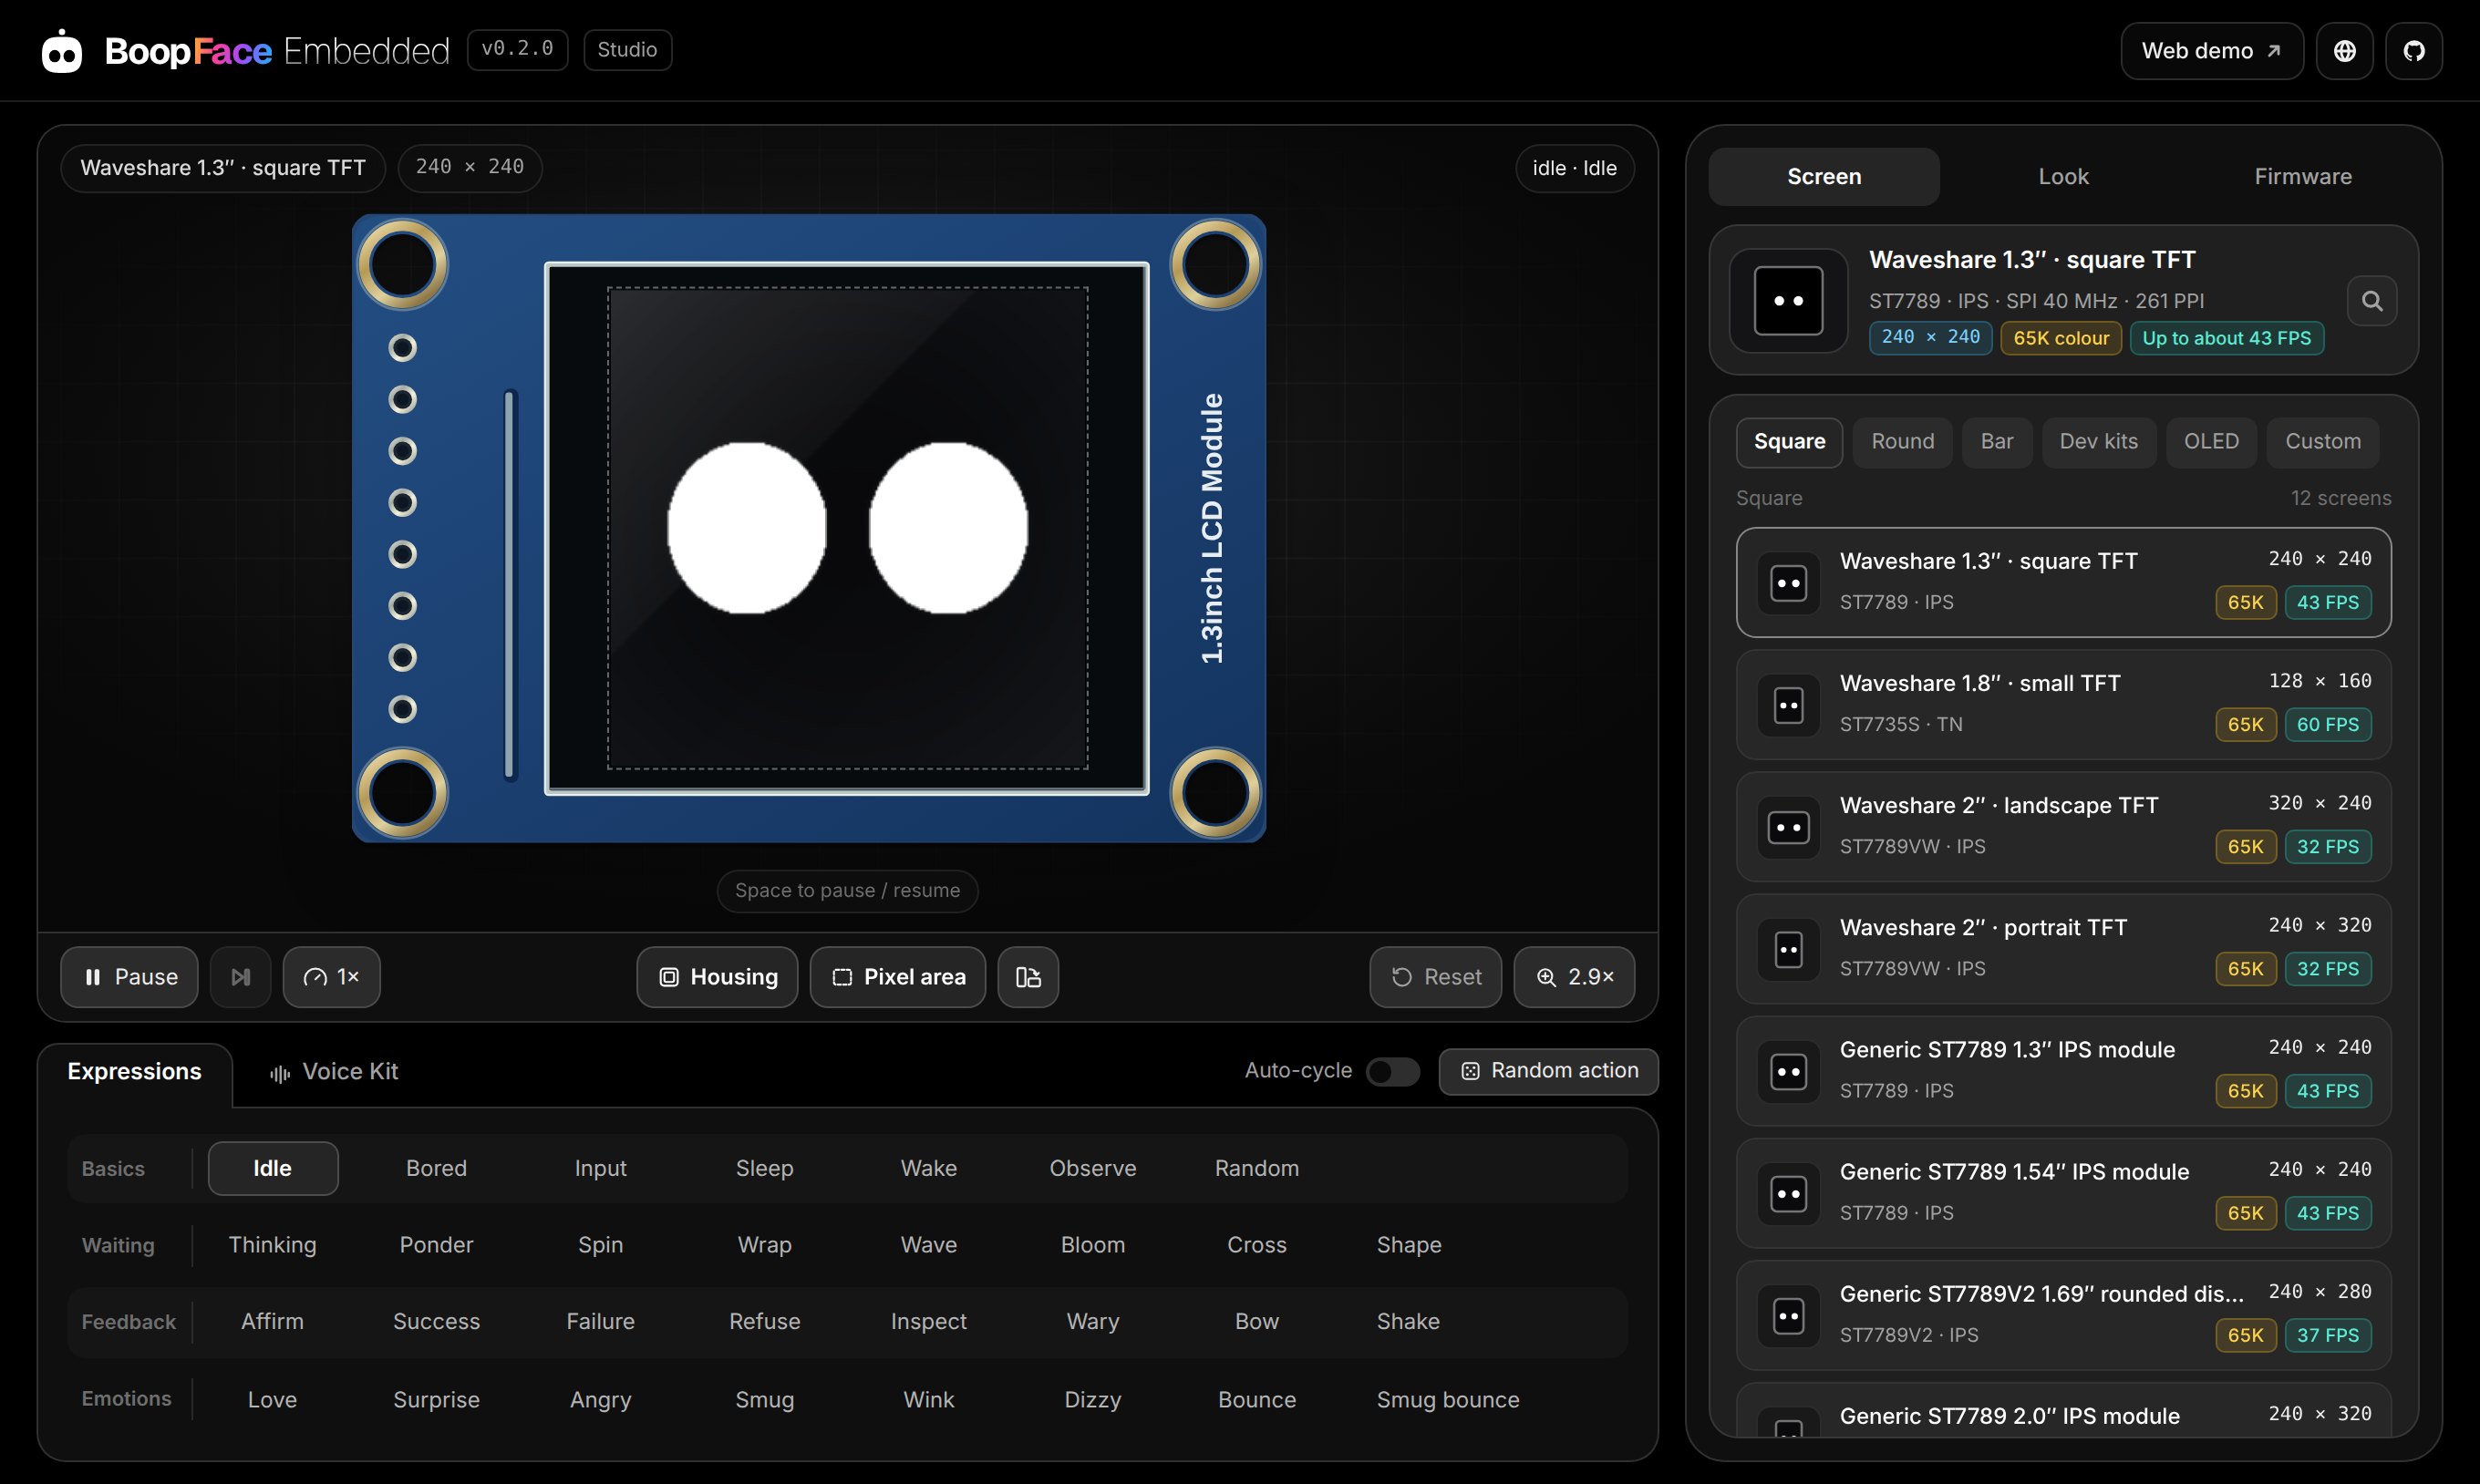 BoopFace Embedded v0.2.0 Studio
Web demo
Waveshare 1.3″ · square TFT 240 × 240
idle · Idle
1.3inch LCD Module
Space to pause / resume
Pause 1× Housing Pixel area Reset 2.9×
Expressions Voice Kit Auto-cycle Random action
Basics Idle Bored Input Sleep Wake Observe Random
Waiting Thinking Ponder Spin Wrap Wave Bloom Cross Shape
Feedback Affirm Success Failure Refuse Inspect Wary Bow Shake
Emotions Love Surprise Angry Smug Wink Dizzy Bounce Smug bounce
Screen Look Firmware
Waveshare 1.3″ · square TFT
ST7789 · IPS · SPI 40 MHz · 261 PPI
240 × 240 65K colour Up to about 43 FPS
Square Round Bar Dev kits OLED Custom
Square 12 screens
Waveshare 1.3″ · square TFT 240 × 240
ST7789 · IPS 65K 43 FPS
Waveshare 1.8″ · small TFT 128 × 160
ST7735S · TN 65K 60 FPS
Waveshare 2″ · landscape TFT 320 × 240
ST7789VW · IPS 65K 32 FPS
Waveshare 2″ · portrait TFT 240 × 320
ST7789VW · IPS 65K 32 FPS
Generic ST7789 1.3″ IPS module 240 × 240
ST7789 · IPS 65K 43 FPS
Generic ST7789 1.54″ IPS module 240 × 240
ST7789 · IPS 65K 43 FPS
Generic ST7789V2 1.69″ rounded dis... 240 × 280
ST7789V2 · IPS 65K 37 FPS
Generic ST7789 2.0″ IPS module 240 × 320